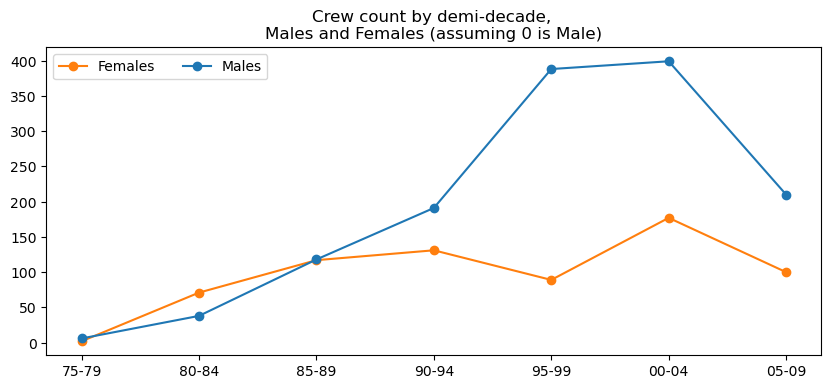 Crew count by demi-decade,
Males and Females (assuming 0 is Male)
Females Males
400
350
300
250
200
150
100
50
0
75-79 80-84 85-89 90-94 95-99 00-04 05-09